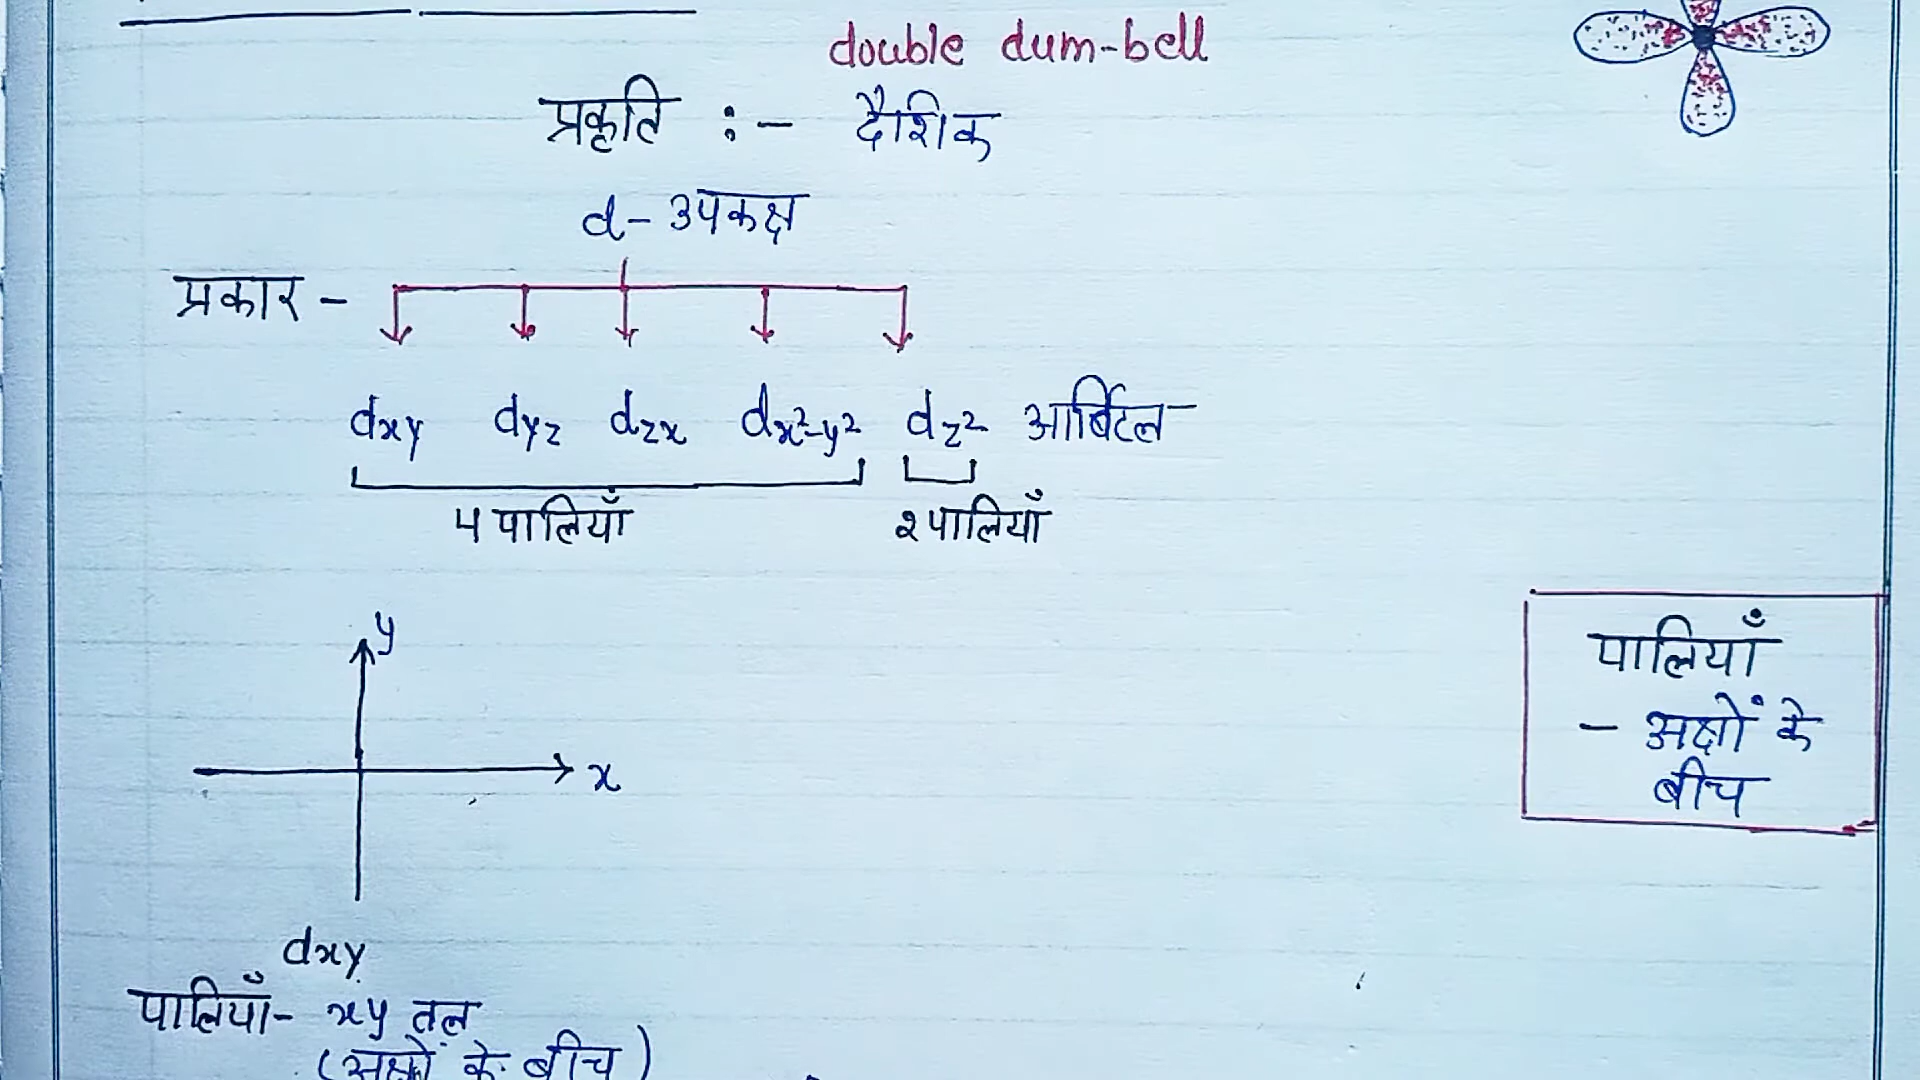 double dum-bell
प्रकृति :- दैशिक
d - उपकक्ष
प्रकार -
dxy dyz dzx dx²-y² dz² आर्बिटल
4 पालियाँ २ पालियाँ
y
x
पालियाँ
- अक्षों के
बीच
dxy
पालियाँ - xy तल
(अक्षों के बीच)